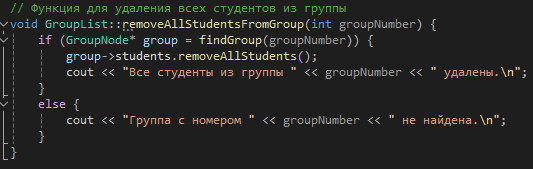 // Функция для удаления всех студентов из группы
void GroupList::removeAllStudentsFromGroup(int groupNumber) {
if (GroupNode* group = findGroup(groupNumber)) {
group->students.removeAllStudents();
cout << "Все студенты из группы " << groupNumber << " удалены.\n";
}
else {
cout << "Группа с номером " << groupNumber << " не найдена.\n";
}
}